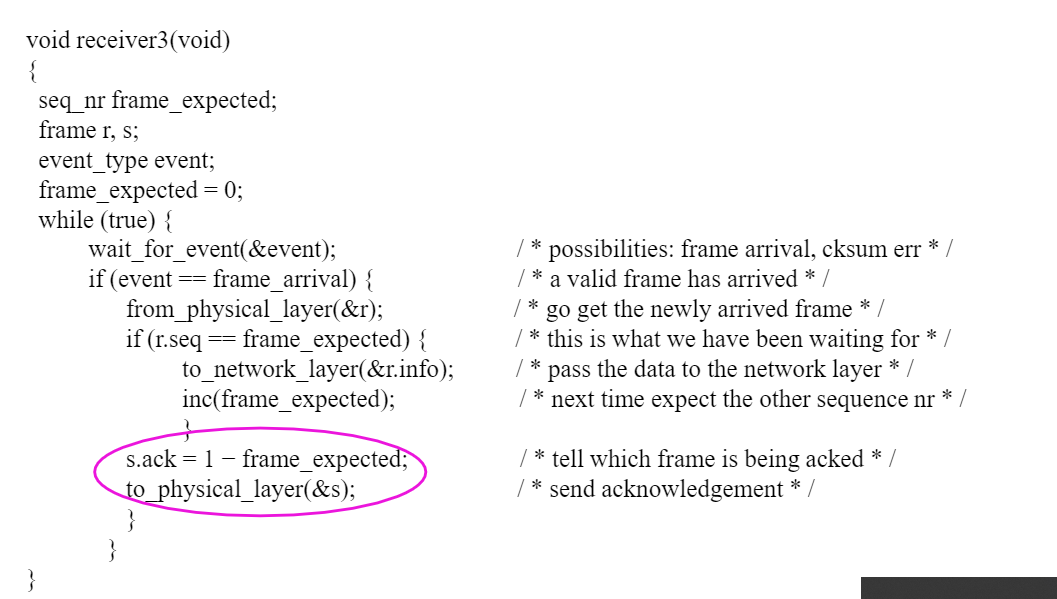 void receiver3(void)
{
seq_nr frame_expected;
frame r, s;
event_type event;
frame_expected = 0;
while (true) {
wait_for_event(&event); / * possibilities: frame arrival, cksum err * /
if (event == frame_arrival) { / * a valid frame has arrived * /
from_physical_layer(&r); / * go get the newly arrived frame * /
if (r.seq == frame_expected) { / * this is what we have been waiting for * /
to_network_layer(&r.info); / * pass the data to the network layer * /
inc(frame_expected); / * next time expect the other sequence nr * /
}
s.ack = 1 − frame_expected; / * tell which frame is being acked * /
to_physical_layer(&s); / * send acknowledgement * /
}
}
}